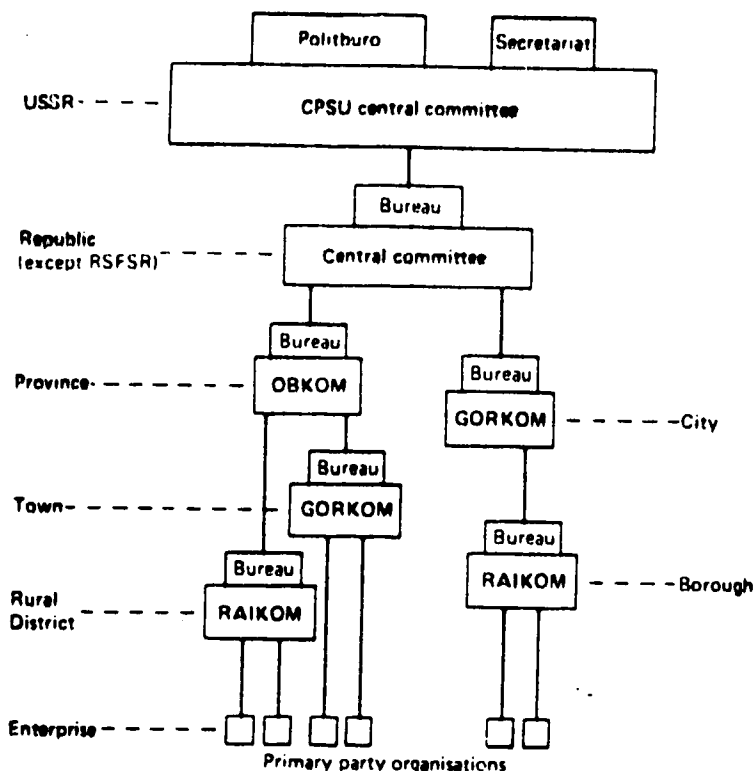 Politburo
Secretariat
USSR
CPSU central committee
Bureau
Republic
(except RSFSR)
Central committee
Bureau
Province
OBKOM
Bureau
GORKOM
City
Bureau
Town
GORKOM
Bureau
Rural
District
RAIKOM
Bureau
RAIKOM
Borough
Enterprise
Primary party organisations